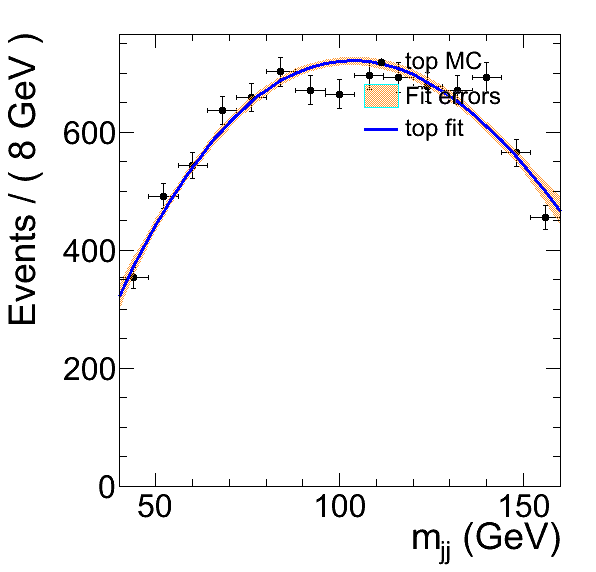 Events / ( 8 GeV )
600
400
200
0
top MC
Fit errors
top fit
50 100 150
m_jj (GeV)